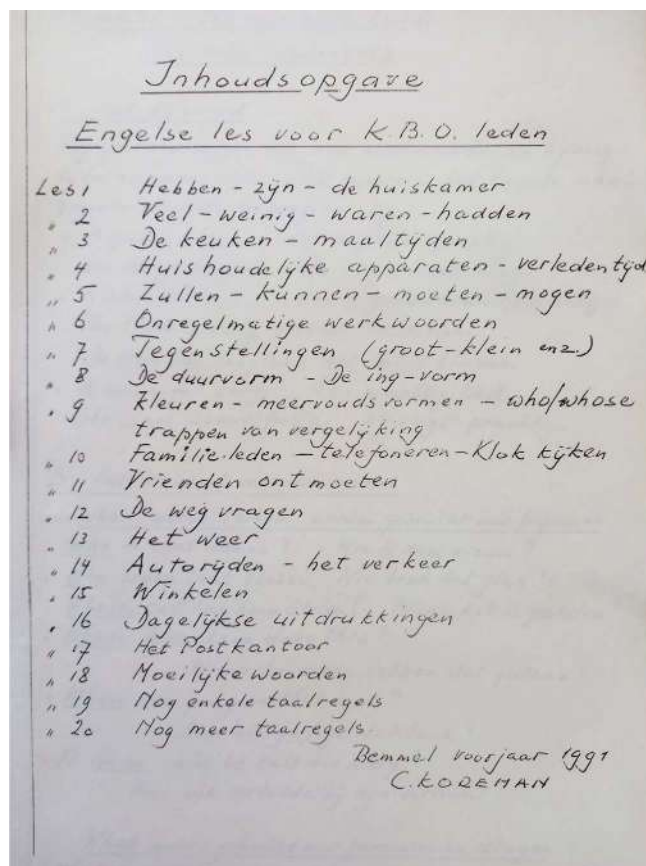 Inhoudsopgave
Engelse les voor K.B.O. leden
Les 1 Hebben - zijn - de huiskamer
" 2 Veel - weinig - waren - hadden
" 3 De keuken - maaltijden
" 4 Huishoudelijke apparaten - verleden tijd
" 5 Zullen - kunnen - moeten - mogen
" 6 Onregelmatige werkwoorden
" 7 Tegenstellingen (groot-klein enz.)
" 8 De duurvorm - De ing-vorm
" 9 Kleuren - meervoudsvormen - who/whose
trappen van vergelijking
" 10 Familieleden - telefoneren - Klok kijken
" 11 Vrienden ontmoeten
" 12 De weg vragen
" 13 Het weer
" 14 Autorijden - het verkeer
" 15 Winkelen
" 16 Dagelijkse uitdrukkingen
" 17 Het Postkantoor
" 18 Moeilijke woorden
" 19 Nog enkele taalregels
" 20 Nog meer taalregels
Bemmel voorjaar 1991
C. KOREMAN